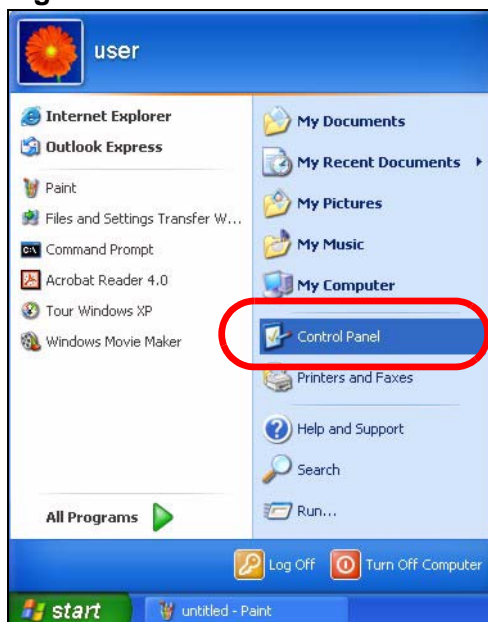 user
Internet Explorer
Outlook Express
Paint
Files and Settings Transfer W...
Command Prompt
Acrobat Reader 4.0
Tour Windows XP
Windows Movie Maker
All Programs
My Documents
My Recent Documents
My Pictures
My Music
My Computer
Control Panel
Printers and Faxes
Help and Support
Search
Run...
Log Off
Turn Off Computer
start
untitled - Paint